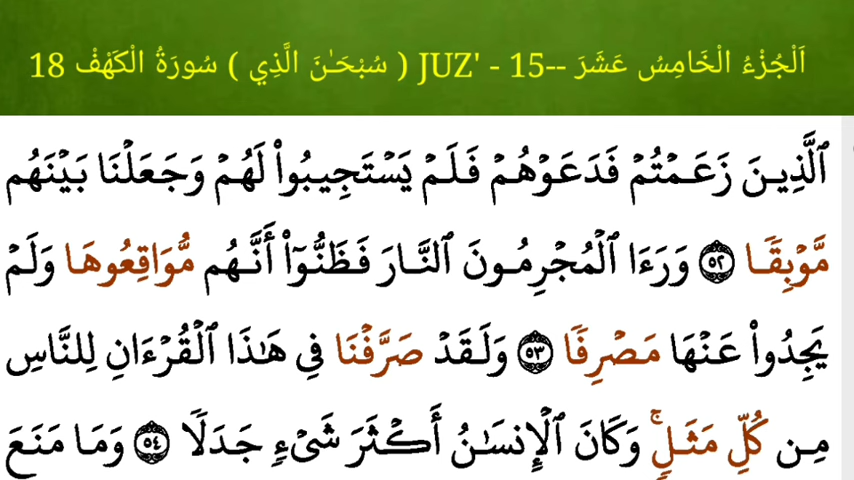 اَلْجُزْءُ الْخَامِسُ عَشَرَ --15 - 'JUZ ( سُبْحَـٰنَ الَّذِي ) سُورَةُ الْكَهْفْ 18
ٱلَّذِينَ زَعَمْتُمْ فَدَعَوْهُمْ فَلَمْ يَسْتَجِيبُوا۟ لَهُمْ وَجَعَلْنَا بَيْنَهُم
مَّوْبِقًا ٥٢ وَرَءَا ٱلْمُجْرِمُونَ ٱلنَّارَ فَظَنُّوٓا۟ أَنَّهُم مُّوَاقِعُوهَا وَلَمْ
يَجِدُوا۟ عَنْهَا مَصْرِفًا ٥٣ وَلَقَدْ صَرَّفْنَا فِي هَـٰذَا ٱلْقُرْءَانِ لِلنَّاسِ
مِن كُلِّ مَثَلٍۚ وَكَانَ ٱلْإِنسَـٰنُ أَكْثَرَ شَىْءٍ جَدَلًا ٥٤ وَمَا مَنَعَ